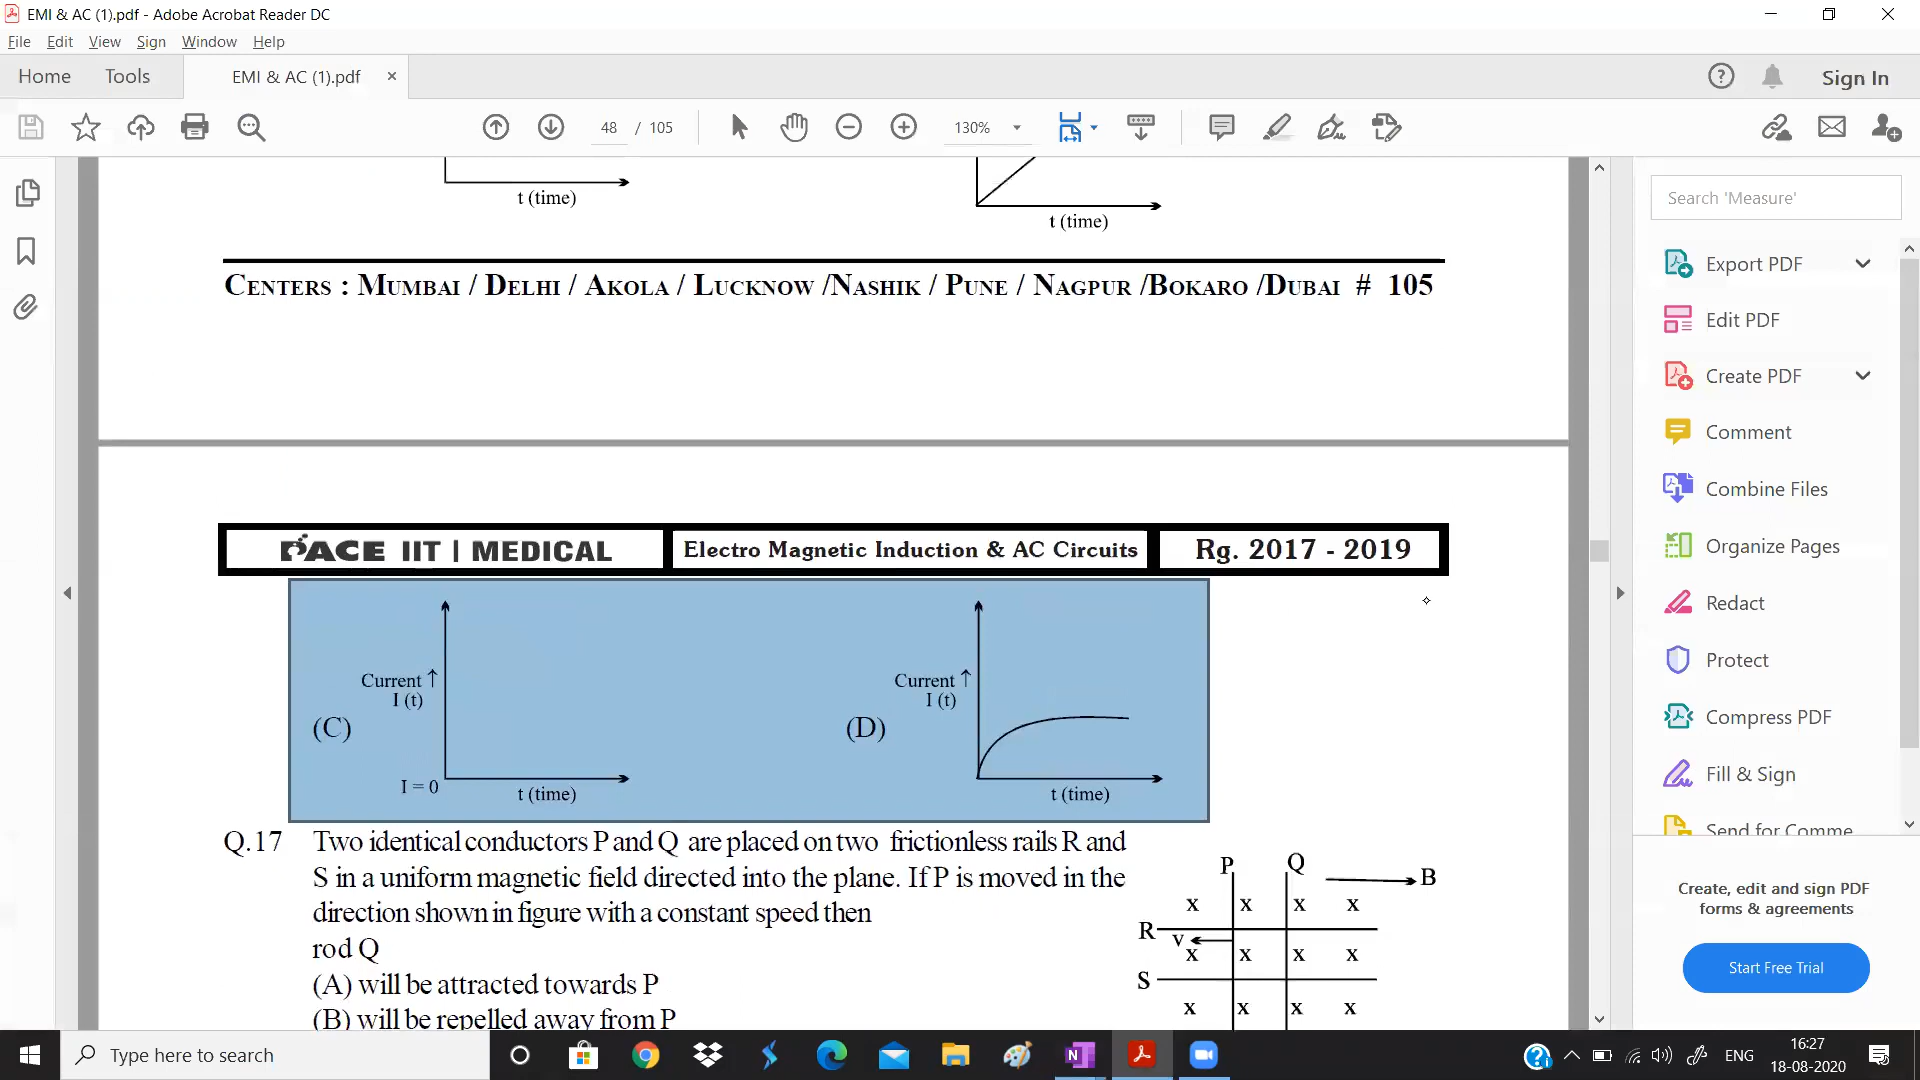 EMI & AC (1).pdf - Adobe Acrobat Reader DC
File Edit View Sign Window Help
Home Tools EMI & AC (1).pdf × Sign In
48 / 105 130%
t (time)
t (time)
CENTERS : MUMBAI / DELHI / AKOLA / LUCKNOW /NASHIK / PUNE / NAGPUR /BOKARO /DUBAI # 105
PACE IIT | MEDICAL Electro Magnetic Induction & AC Circuits Rg. 2017 - 2019
Current ↑ Current ↑
I (t) I (t)
(C) (D)
I = 0 t (time) t (time)
Q.17 Two identical conductors P and Q are placed on two frictionless rails R and
S in a uniform magnetic field directed into the plane. If P is moved in the
direction shown in figure with a constant speed then
rod Q
(A) will be attracted towards P
(B) will be repelled away from P
P Q B
x x x x
R
v
x x x x
S
x x x x
Search 'Measure'
Export PDF
Edit PDF
Create PDF
Comment
Combine Files
Organize Pages
Redact
Protect
Compress PDF
Fill & Sign
Send for Comme
Create, edit and sign PDF
forms & agreements
Start Free Trial
Type here to search
ENG
16:27
18-08-2020